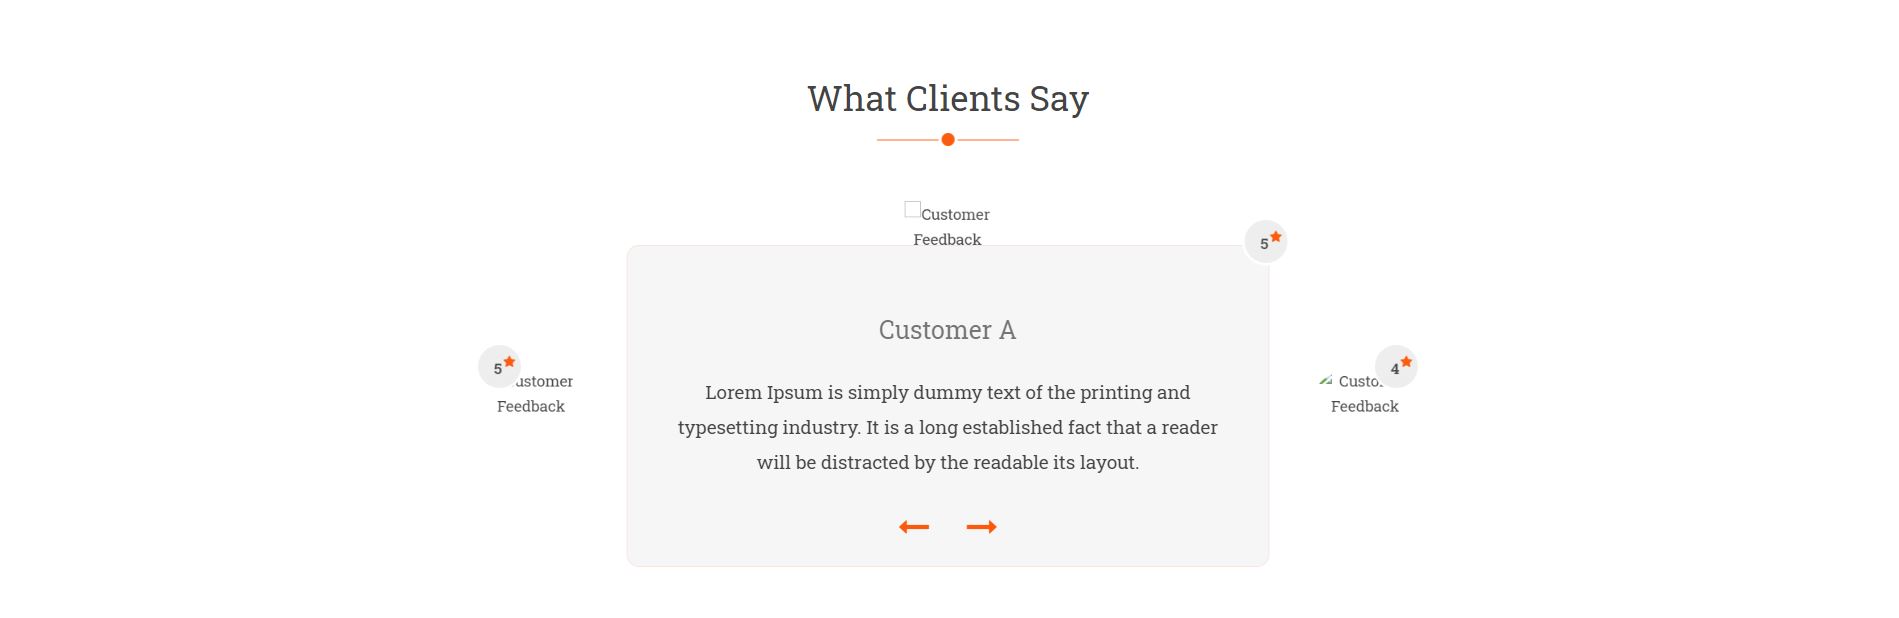 What Clients Say
Customer
Feedback
5
Customer A
5
ustomer
Feedback
4
Custo
Feedback
Lorem Ipsum is simply dummy text of the printing and
typesetting industry. It is a long established fact that a reader
will be distracted by the readable its layout.